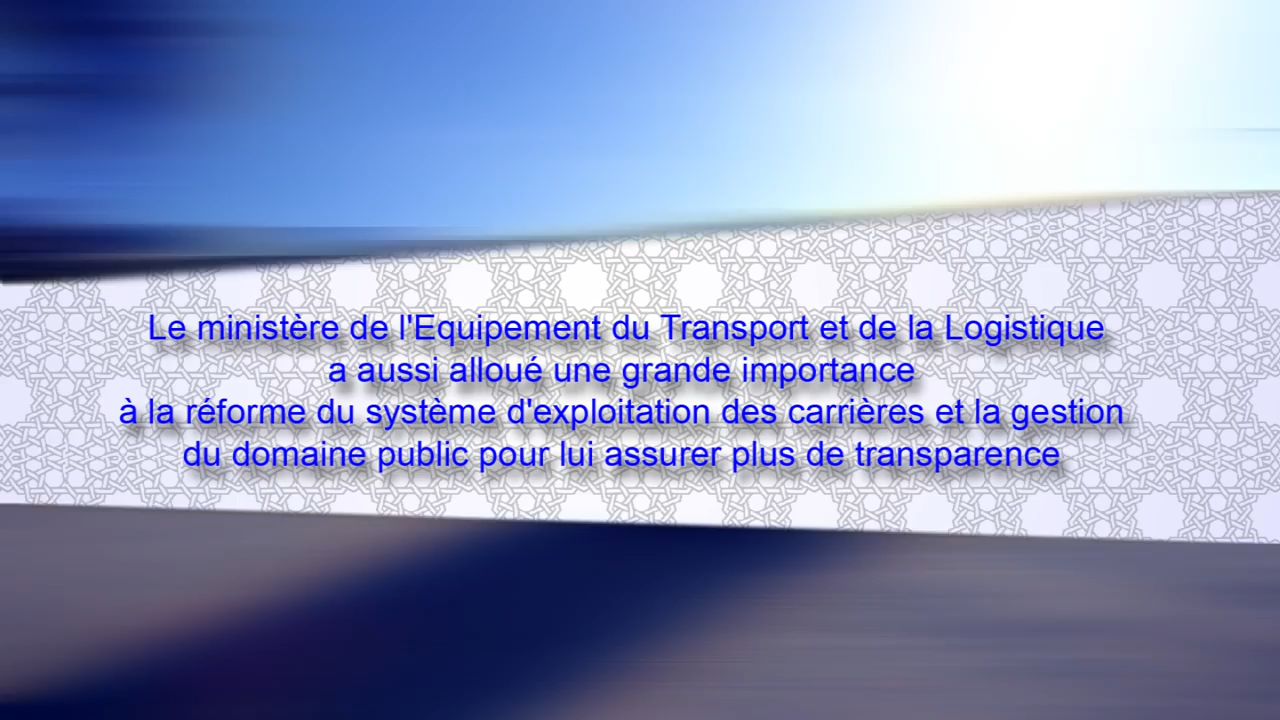 Le ministère de l'Equipement du Transport et de la Logistique
a aussi alloué une grande importance
à la réforme du système d'exploitation des carrières et la gestion
du domaine public pour lui assurer plus de transparence